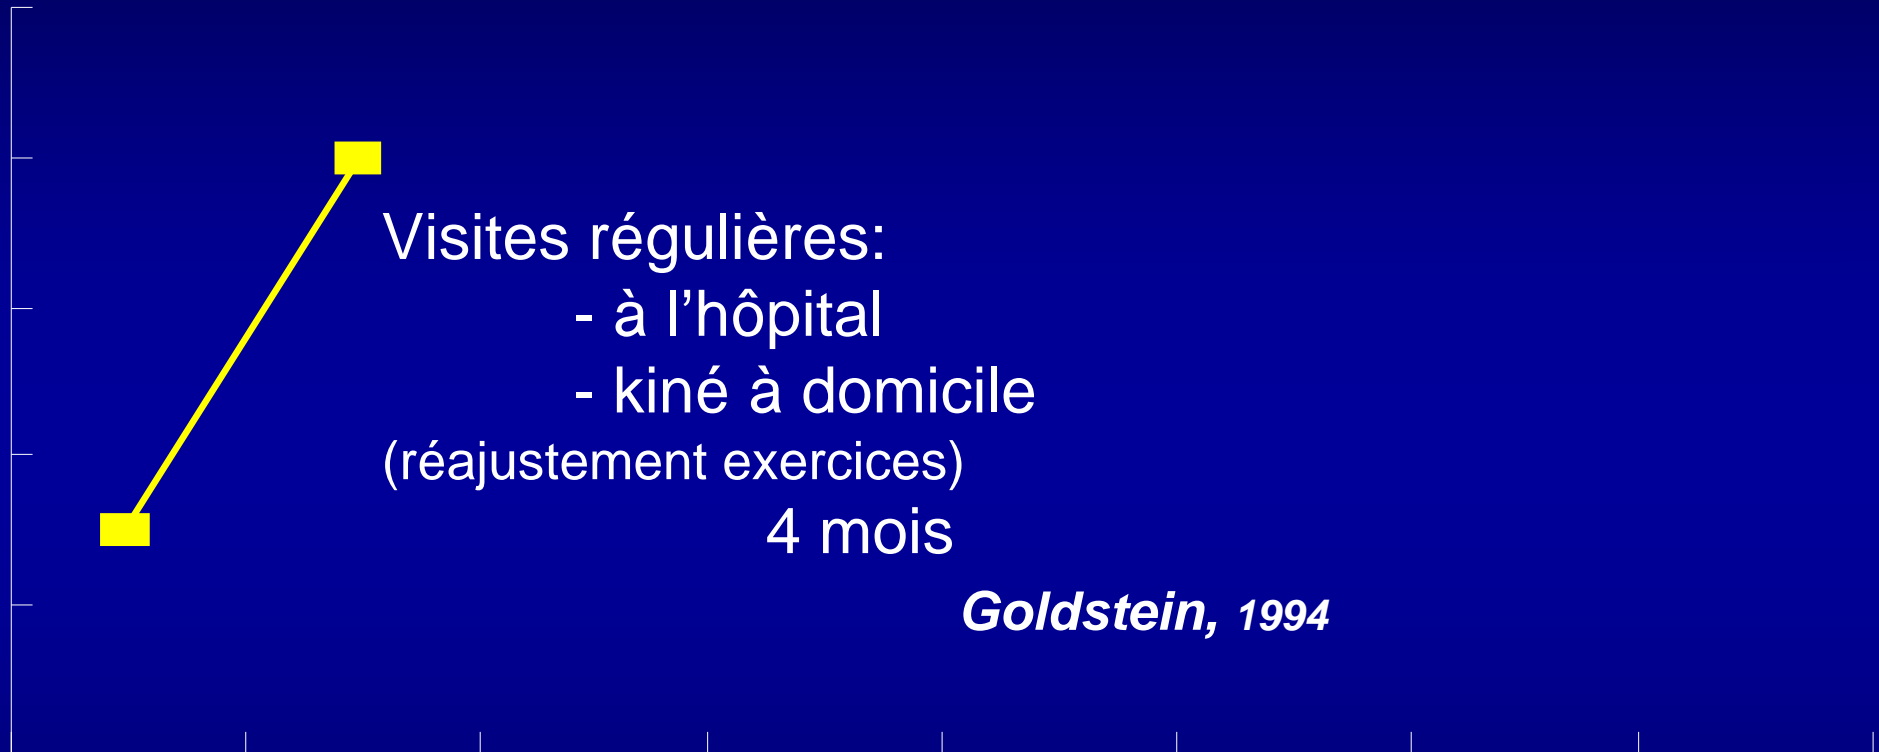 Visites régulières:
- à l’hôpital
- kiné à domicile
(réajustement exercices)
4 mois
Goldstein, 1994